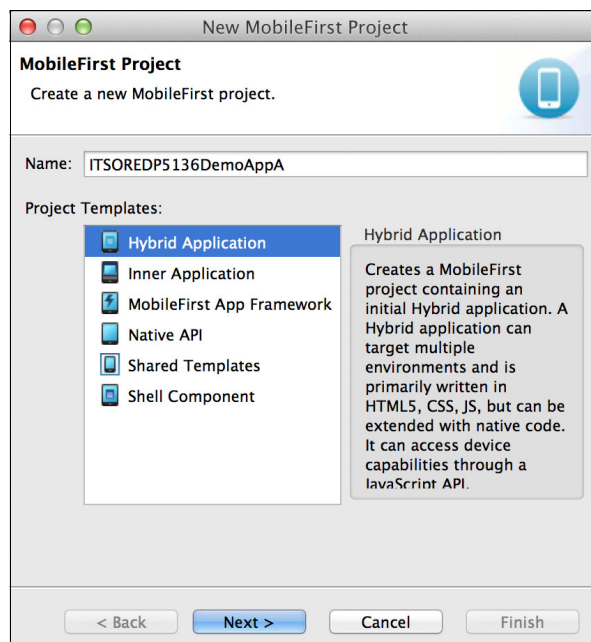 New MobileFirst Project
MobileFirst Project
Create a new MobileFirst project.
Name: ITSOREDP5136DemoAppA
Project Templates:
Hybrid Application
Inner Application
MobileFirst App Framework
Native API
Shared Templates
Shell Component
Hybrid Application
Creates a MobileFirst
project containing an
initial Hybrid application. A
Hybrid application can
target multiple
environments and is
primarily written in
HTML5, CSS, JS, but can be
extended with native code.
It can access device
capabilities through a
JavaScript API.
< Back
Next >
Cancel
Finish